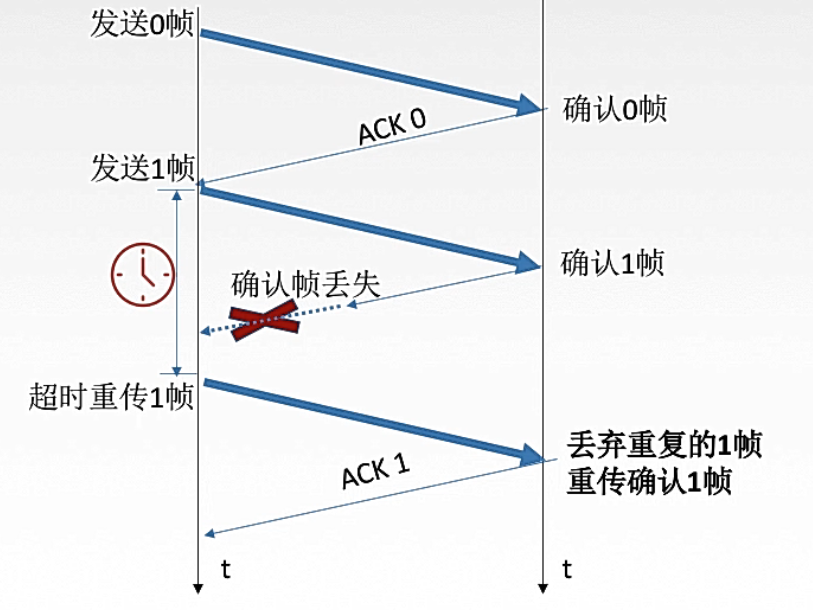 发送0帧
确认0帧
ACK 0
发送1帧
确认1帧
确认帧丢失
超时重传1帧
丢弃重复的1帧
重传确认1帧
ACK 1
t
t